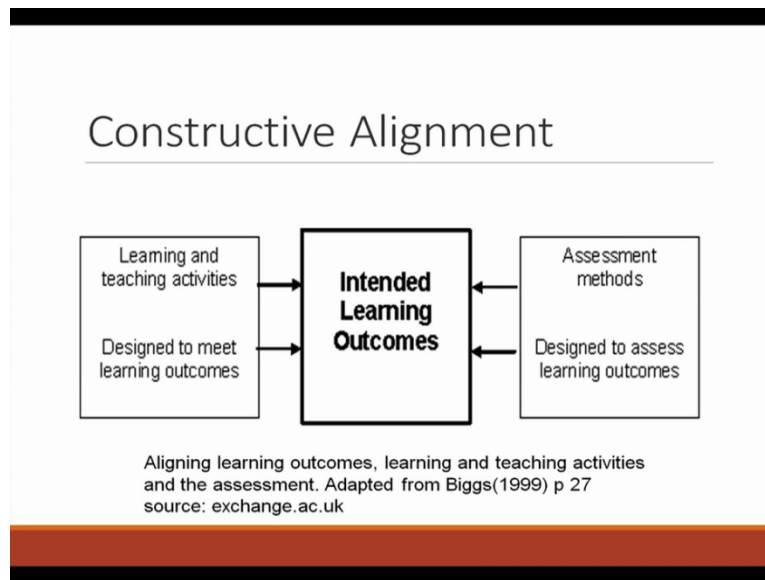 Constructive Alignment
Learning and
teaching activities
Designed to meet
learning outcomes
Intended
Learning
Outcomes
Assessment
methods
Designed to assess
learning outcomes
Aligning learning outcomes, learning and teaching activities
and the assessment. Adapted from Biggs(1999) p 27
source: exchange.ac.uk